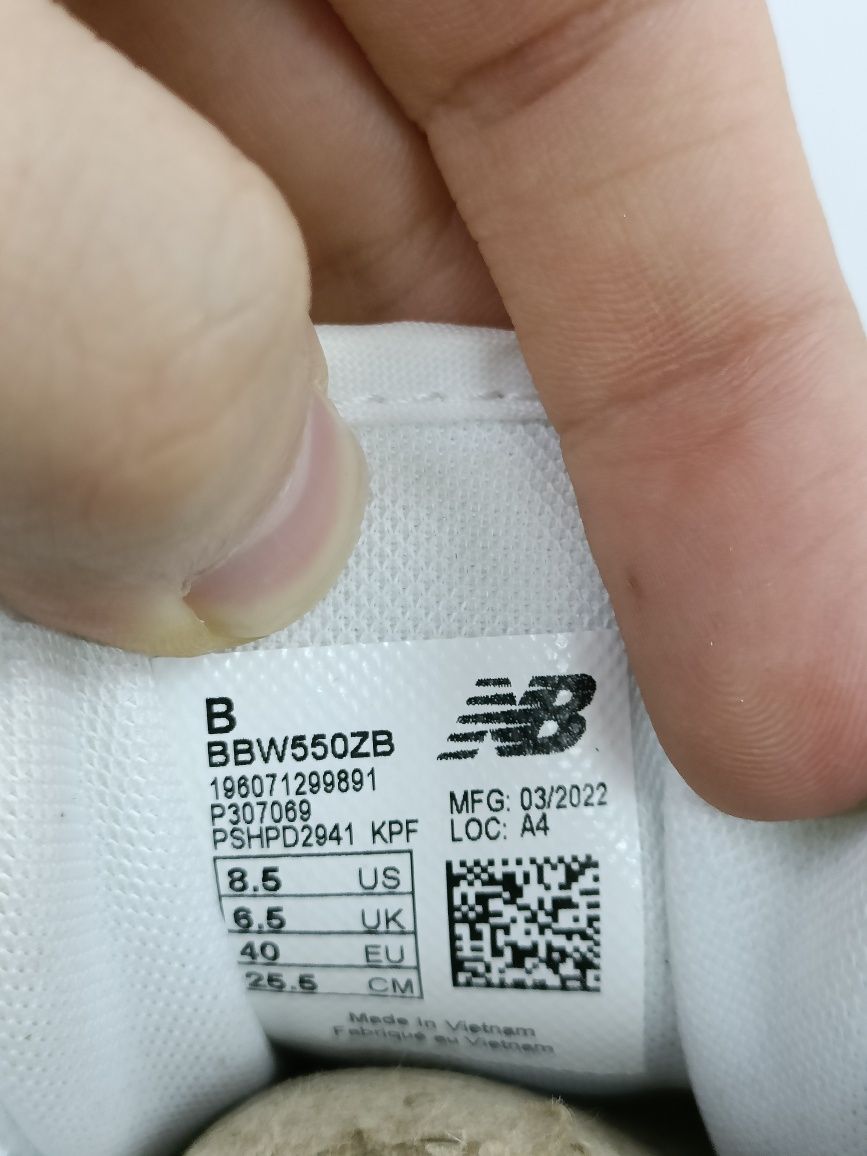 B
BBW550ZB
196071299891
P307069
PSHPD2941 KPF
NB
MFG: 03/2022
LOC: A4
8.5 US
6.5 UK
40 EU
25.5 CM
Made in Vietnam
Fabriqué au Vietnam